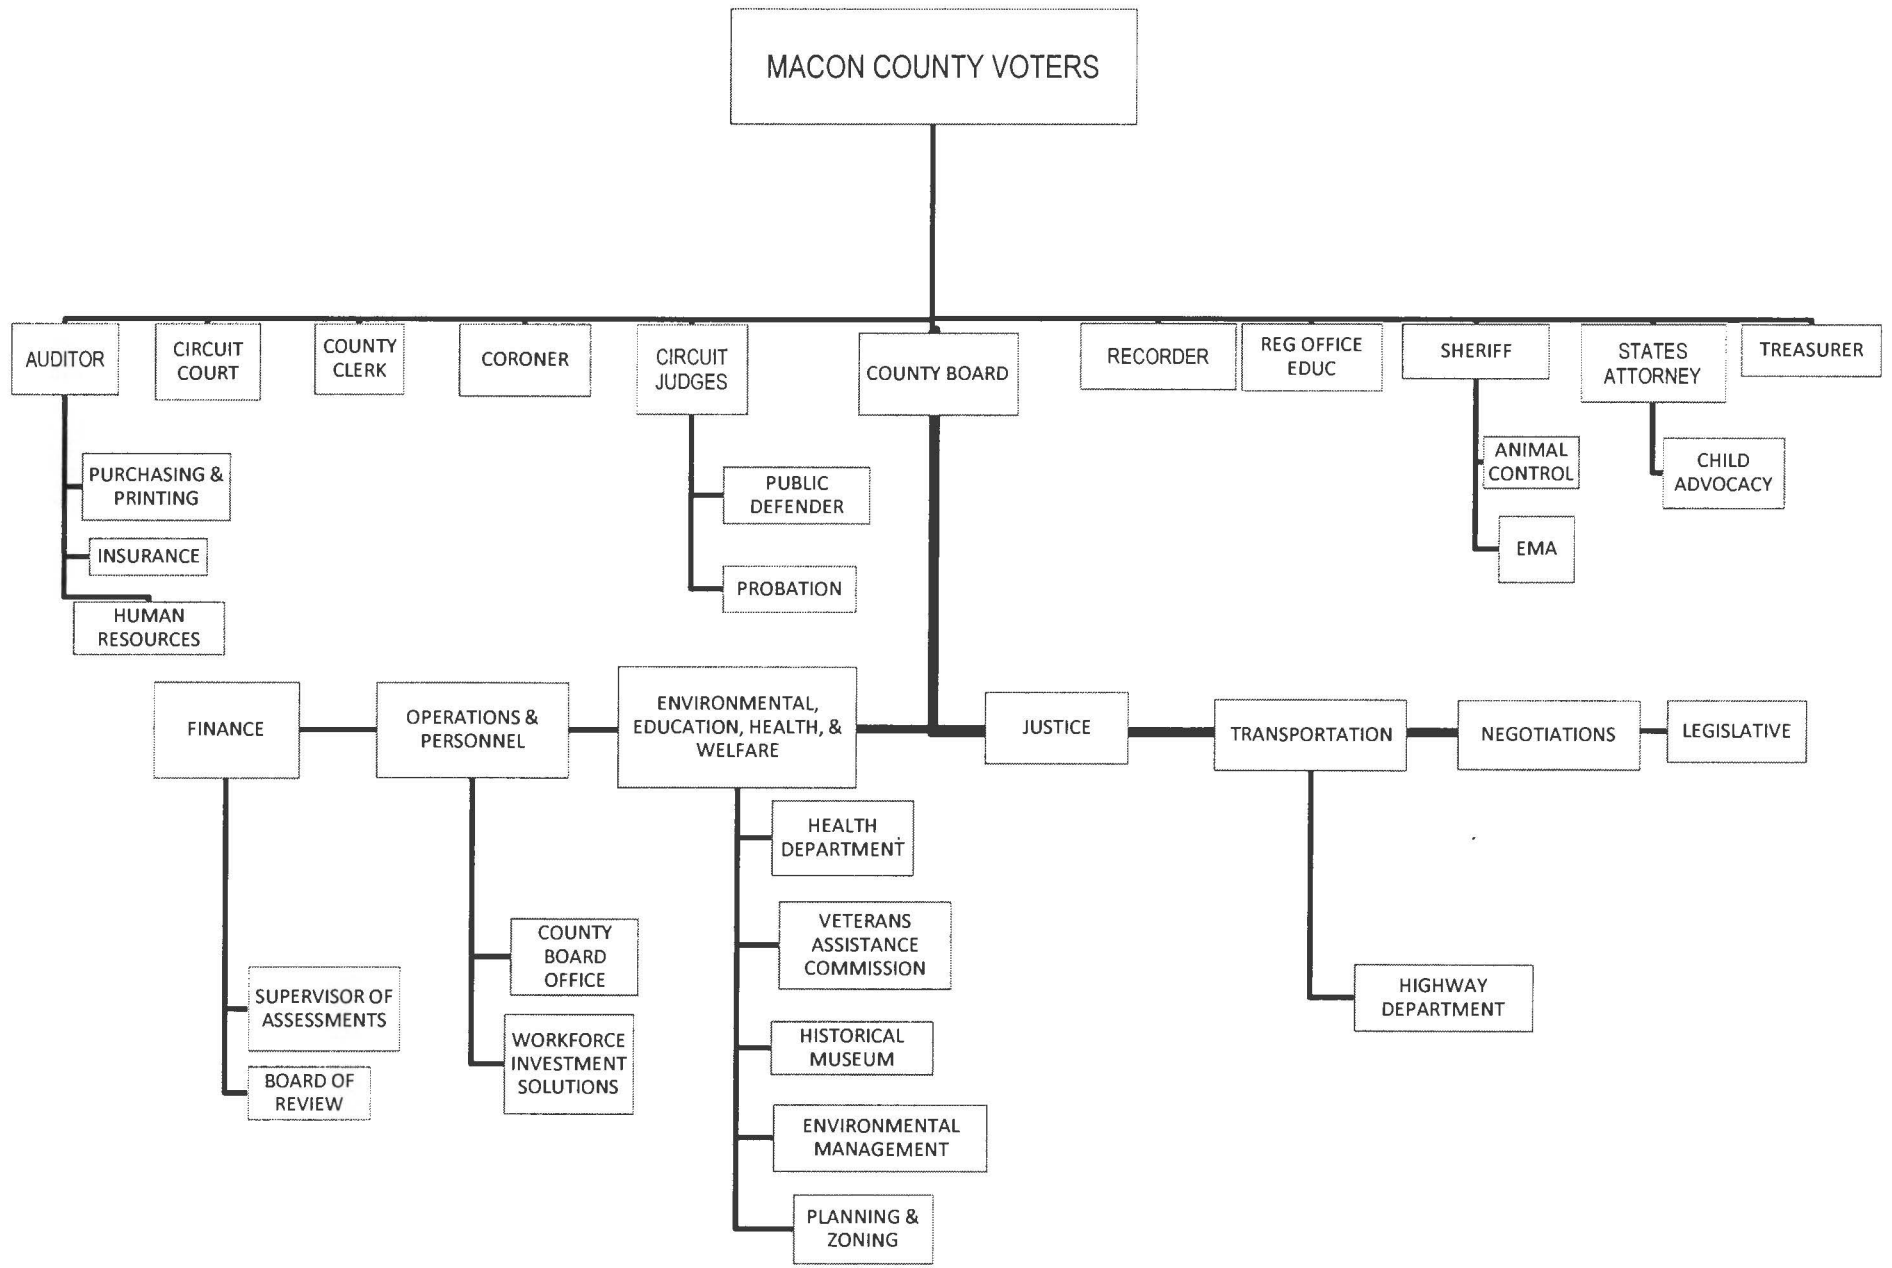 MACON COUNTY VOTERS
AUDITOR
CIRCUIT
COURT
COUNTY
CLERK
CORONER
CIRCUIT
JUDGES
COUNTY BOARD
RECORDER
REG OFFICE
EDUC
SHERIFF
STATES
ATTORNEY
TREASURER
PURCHASING &
PRINTING
INSURANCE
HUMAN
RESOURCES
PUBLIC
DEFENDER
PROBATION
ANIMAL
CONTROL
EMA
CHILD
ADVOCACY
FINANCE
OPERATIONS &
PERSONNEL
ENVIRONMENTAL,
EDUCATION, HEALTH, &
WELFARE
JUSTICE
TRANSPORTATION
NEGOTIATIONS
LEGISLATIVE
SUPERVISOR OF
ASSESSMENTS
BOARD OF
REVIEW
COUNTY
BOARD
OFFICE
WORKFORCE
INVESTMENT
SOLUTIONS
HEALTH
DEPARTMENT
VETERANS
ASSISTANCE
COMMISSION
HISTORICAL
MUSEUM
ENVIRONMENTAL
MANAGEMENT
PLANNING &
ZONING
HIGHWAY
DEPARTMENT